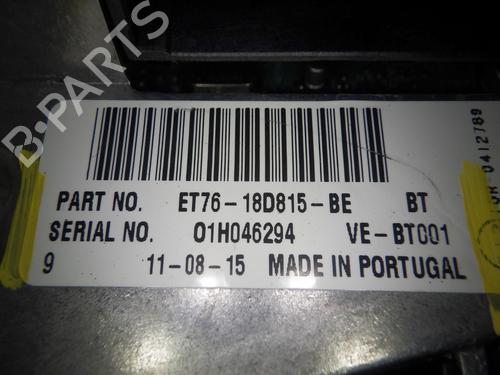 B-PARTS
PART NO. ET76-18D815-BE BT
SERIAL NO. 01H046294 VE-BT001
9 11-08-15 MADE IN PORTUGAL
0412789